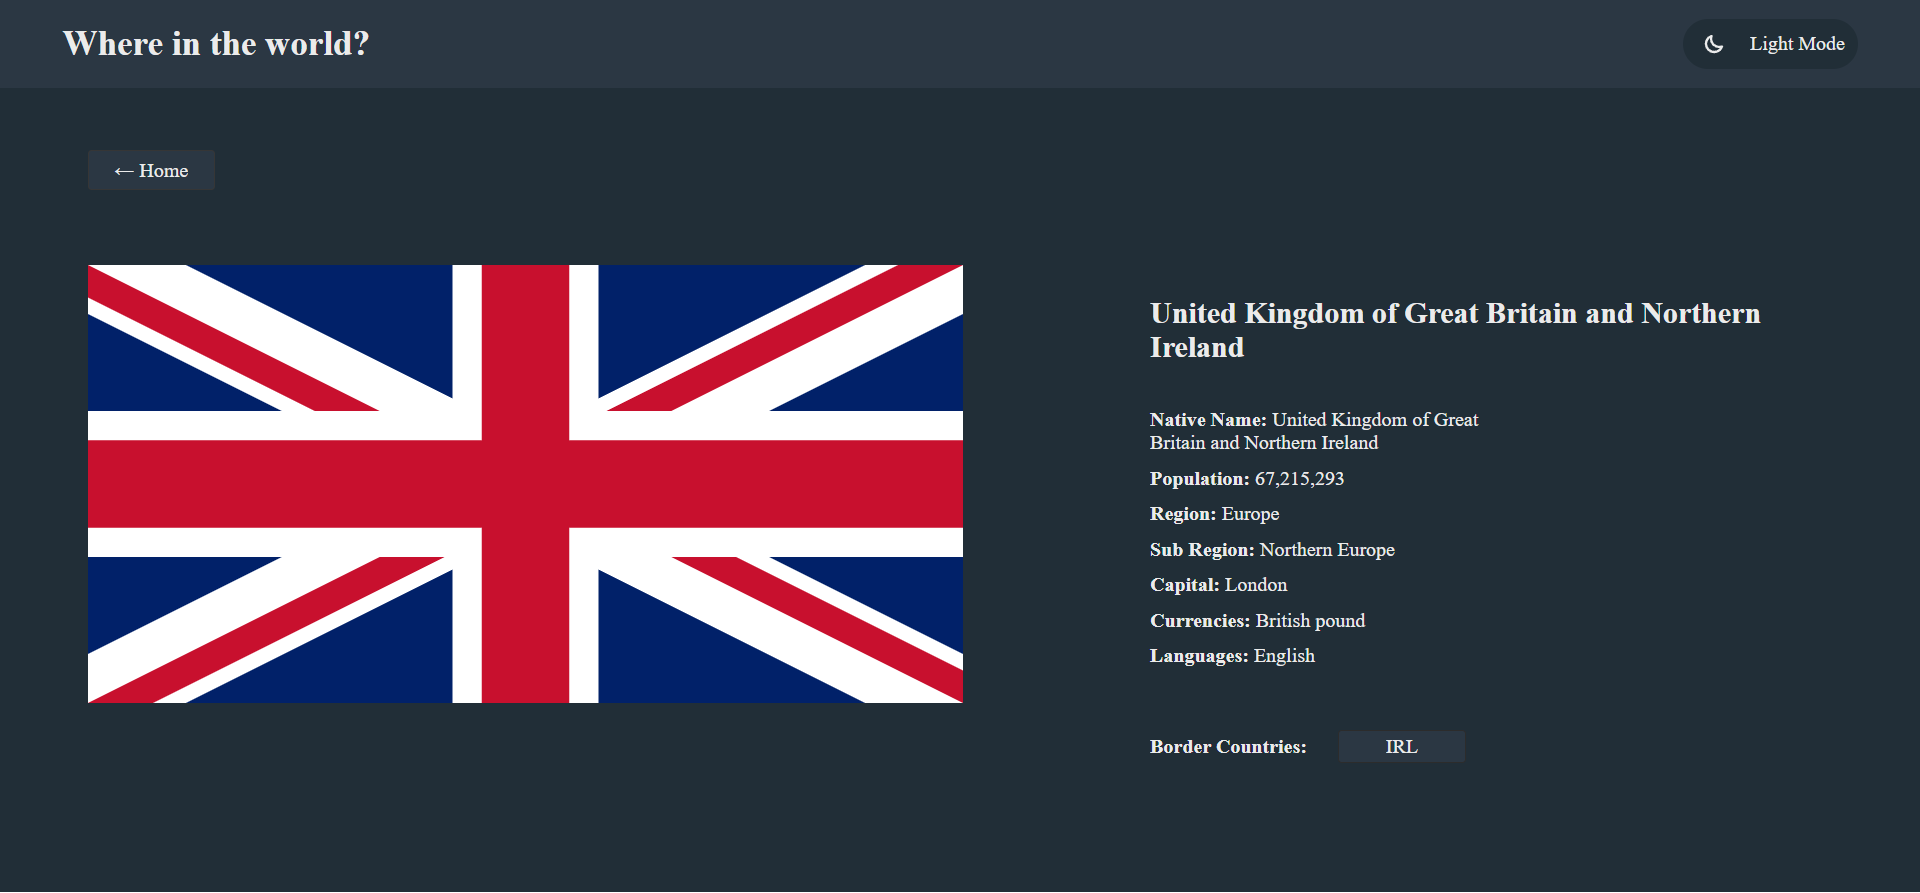 Where in the world?
Light Mode
← Home
United Kingdom of Great Britain and Northern
Ireland
Native Name: United Kingdom of Great
Britain and Northern Ireland
Population: 67,215,293
Region: Europe
Sub Region: Northern Europe
Capital: London
Currencies: British pound
Languages: English
Border Countries: IRL